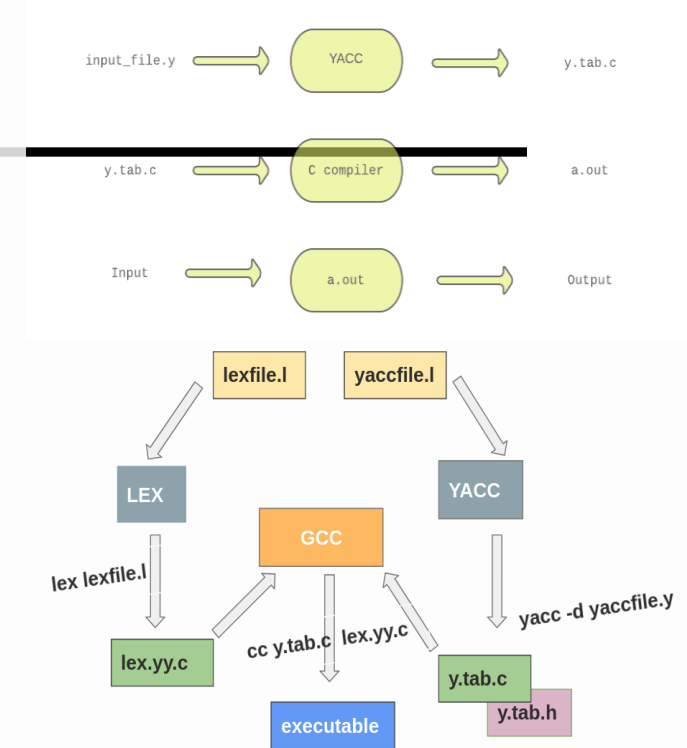 input_file.y
YACC
y.tab.c
y.tab.c
C compiler
a.out
Input
a.out
Output
lexfile.l
yaccfile.l
LEX
YACC
GCC
lex lexfile.l
yacc -d yaccfile.y
cc y.tab.c lex.yy.c
lex.yy.c
y.tab.c
y.tab.h
executable